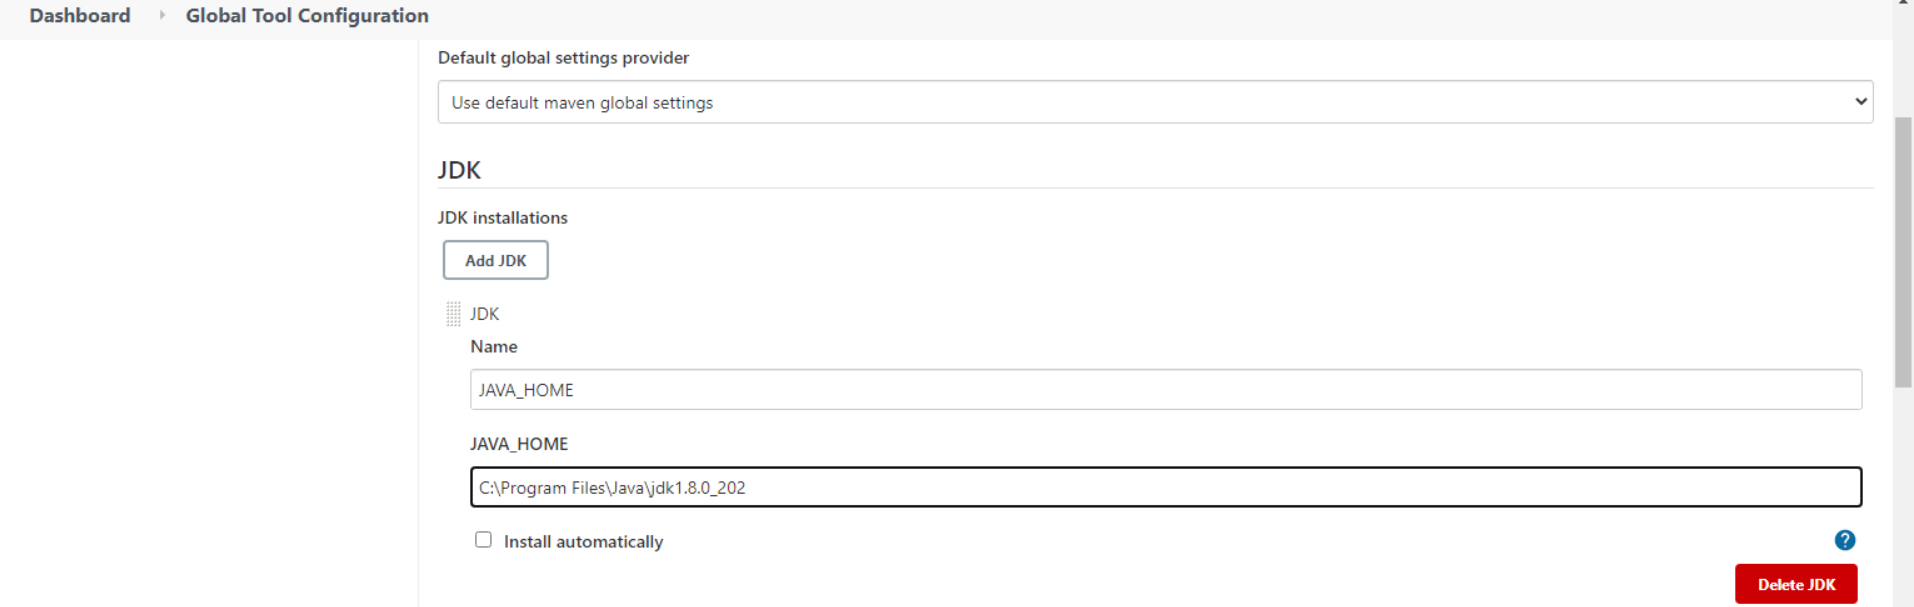 Dashboard Global Tool Configuration
Default global settings provider
Use default maven global settings
JDK
JDK installations
Add JDK
JDK
Name
JAVA_HOME
JAVA_HOME
C:\Program Files\Java\jdk1.8.0_202
Install automatically
?
Delete JDK